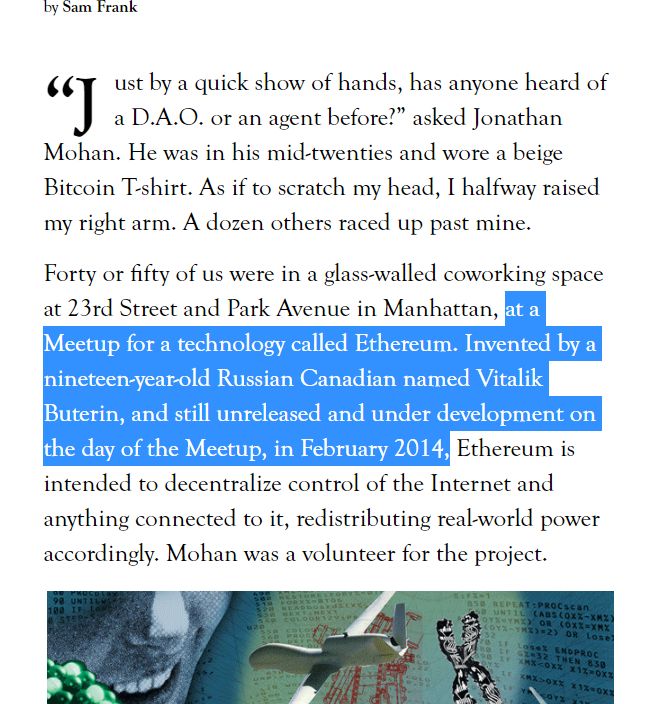 by Sam Frank
“Just by a quick show of hands, has anyone heard of
a D.A.O. or an agent before?” asked Jonathan
Mohan. He was in his mid-twenties and wore a beige
Bitcoin T-shirt. As if to scratch my head, I halfway raised
my right arm. A dozen others raced up past mine.
Forty or fifty of us were in a glass-walled coworking space
at 23rd Street and Park Avenue in Manhattan, at a
Meetup for a technology called Ethereum. Invented by a
nineteen-year-old Russian Canadian named Vitalik
Buterin, and still unreleased and under development on
the day of the Meetup, in February 2014, Ethereum is
intended to decentralize control of the Internet and
anything connected to it, redistributing real-world power
accordingly. Mohan was a volunteer for the project.
850 REPEAT:PROCscan